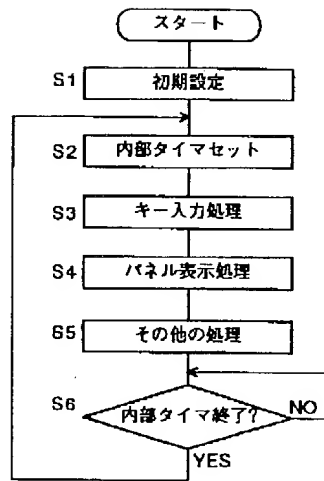 スタート
S1 初期設定
S2 内部タイマセット
S3 キー入力処理
S4 パネル表示処理
S5 その他の処理
S6 内部タイマ終了? NO
YES